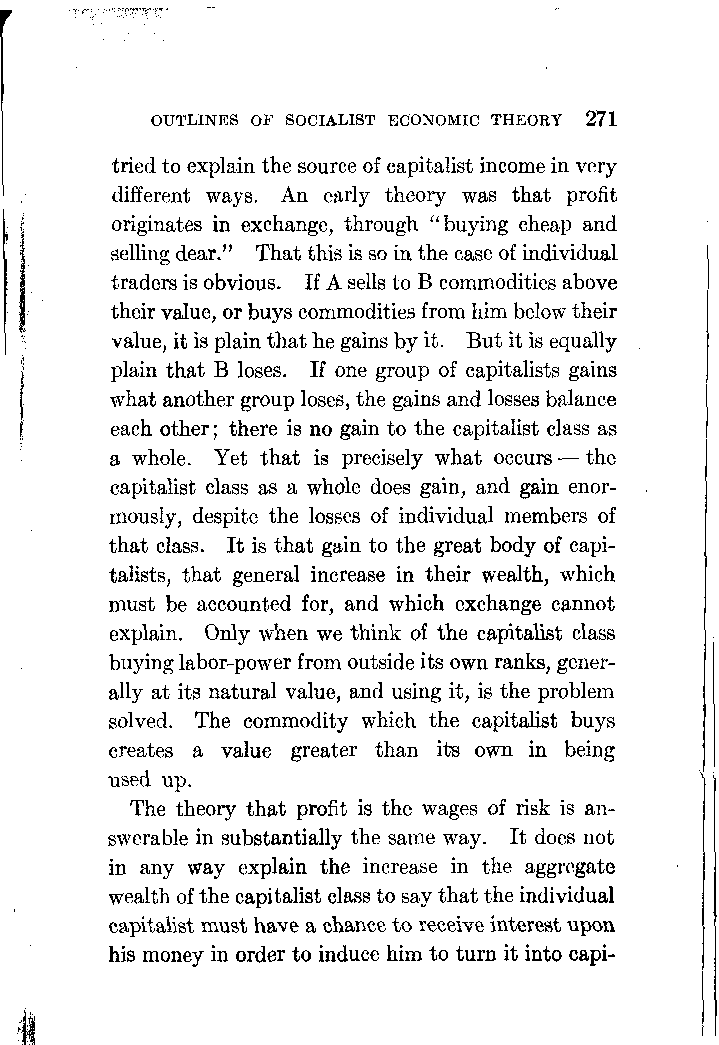 OUTLINES OF SOCIALIST ECONOMIC THEORY 271
tried to explain the source of capitalist income in very
different ways. An early theory was that profit
originates in exchange, through “buying cheap and
selling dear.” That this is so in the case of individual
traders is obvious. If A sells to B commodities above
their value, or buys commodities from him below their
value, it is plain that he gains by it. But it is equally
plain that B loses. If one group of capitalists gains
what another group loses, the gains and losses balance
each other; there is no gain to the capitalist class as
a whole. Yet that is precisely what occurs — the
capitalist class as a whole does gain, and gain enor-
mously, despite the losses of individual members of
that class. It is that gain to the great body of capi-
talists, that general increase in their wealth, which
must be accounted for, and which exchange cannot
explain. Only when we think of the capitalist class
buying labor-power from outside its own ranks, gener-
ally at its natural value, and using it, is the problem
solved. The commodity which the capitalist buys
creates a value greater than its own in being
used up.
The theory that profit is the wages of risk is an-
swerable in substantially the same way. It does not
in any way explain the increase in the aggregate
wealth of the capitalist class to say that the individual
capitalist must have a chance to receive interest upon
his money in order to induce him to turn it into capi-